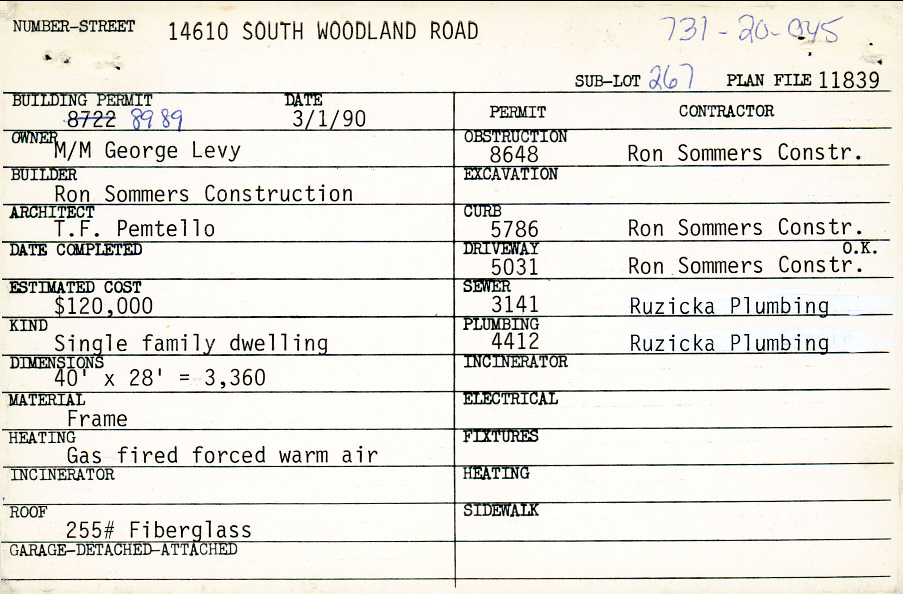 NUMBER-STREET 14610 SOUTH WOODLAND ROAD 731-20-045
SUB-LOT 267 PLAN FILE 11839
BUILDING PERMIT DATE
8722 8989 3/1/90
PERMIT CONTRACTOR
OWNER
M/M George Levy
OBSTRUCTION
8648 Ron Sommers Constr.
BUILDER
Ron Sommers Construction
EXCAVATION
ARCHITECT
T.F. Pemtello
CURB
5786 Ron Sommers Constr.
DATE COMPLETED
DRIVEWAY O.K.
5031 Ron Sommers Constr.
ESTIMATED COST
$120,000
SEWER
3141 Ruzicka Plumbing
KIND
Single family dwelling
PLUMBING
4412 Ruzicka Plumbing
DIMENSIONS
40' x 28' = 3,360
INCINERATOR
MATERIAL
Frame
ELECTRICAL
HEATING
Gas fired forced warm air
FIXTURES
INCINERATOR
HEATING
ROOF
255# Fiberglass
SIDEWALK
GARAGE-DETACHED-ATTACHED